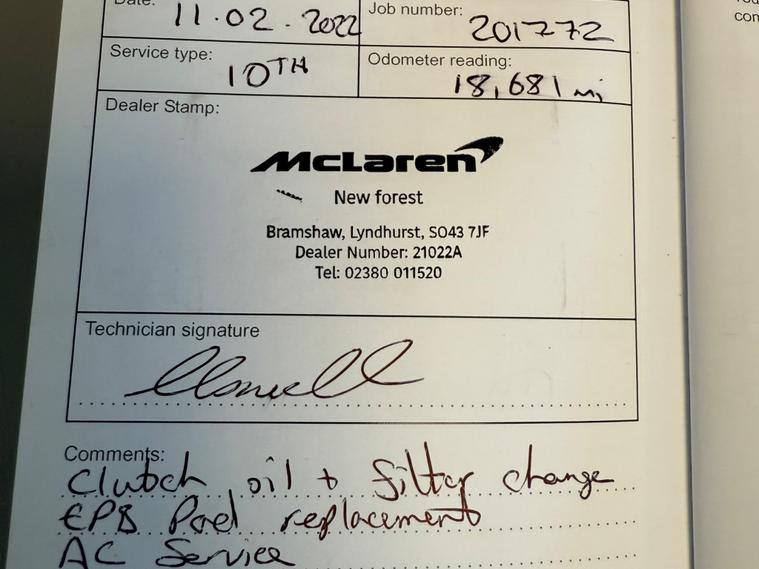 Date: 11.02.2022 Job number: 201772
Service type: 10TH Odometer reading: 18,681 mi
Dealer Stamp:
McLaren
New forest
Bramshaw, Lyndhurst, SO43 7JF
Dealer Number: 21022A
Tel: 02380 011520
Technician signature
Comments:
Clutch oil + filter change
EPB Pad replacement
AC Service